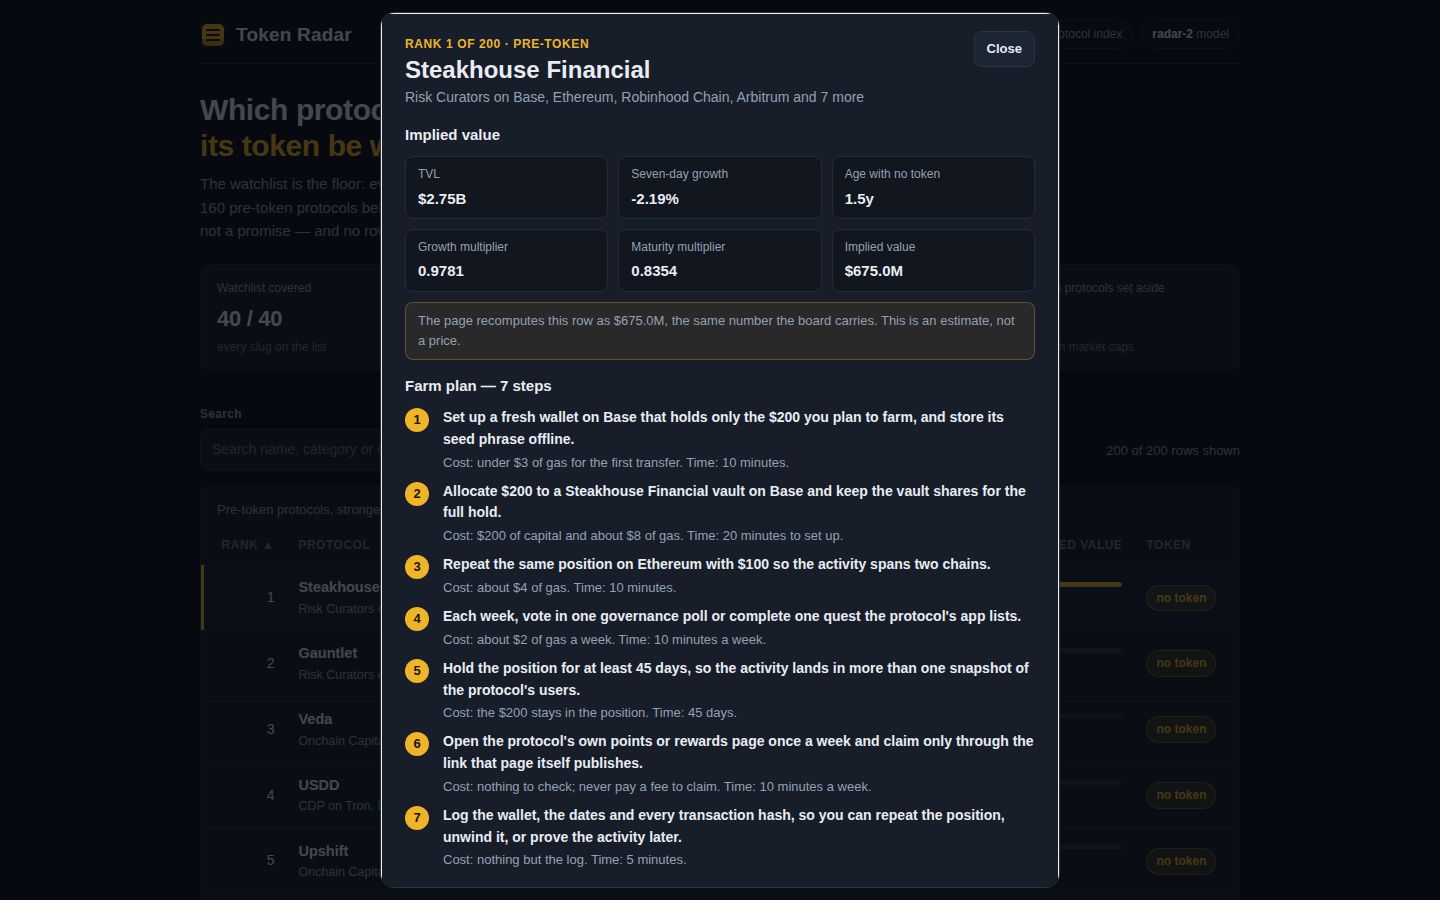 Token Radar
radar-2 model
Which
its token be
The watchlist is the floor:
160 pre-token protocols
not a promise — and no
Watchlist covered
40 / 40
every slug on the list
protocols set aside
market caps
Search
Search name, category or
200 of 200 rows shown
Pre-token protocols,
RANK ▲ PROTOCOL VALUE TOKEN
1 Steakhouse no token
Risk Curators
2 Gauntlet no token
Risk Curators
3 Veda no token
Onchain
4 USDD no token
CDP on Tron,
5 Upshift no token
Onchain
RANK 1 OF 200 · PRE-TOKEN
Close
Steakhouse Financial
Risk Curators on Base, Ethereum, Robinhood Chain, Arbitrum and 7 more
Implied value
TVL Seven-day growth Age with no token
$2.75B -2.19% 1.5y
Growth multiplier Maturity multiplier Implied value
0.9781 0.8354 $675.0M
The page recomputes this row as $675.0M, the same number the board carries. This is an estimate, not
a price.
Farm plan — 7 steps
1 Set up a fresh wallet on Base that holds only the $200 you plan to farm, and store its
seed phrase offline.
Cost: under $3 of gas for the first transfer. Time: 10 minutes.
2 Allocate $200 to a Steakhouse Financial vault on Base and keep the vault shares for the
full hold.
Cost: $200 of capital and about $8 of gas. Time: 20 minutes to set up.
3 Repeat the same position on Ethereum with $100 so the activity spans two chains.
Cost: about $4 of gas. Time: 10 minutes.
4 Each week, vote in one governance poll or complete one quest the protocol's app lists.
Cost: about $2 of gas a week. Time: 10 minutes a week.
5 Hold the position for at least 45 days, so the activity lands in more than one snapshot of
the protocol's users.
Cost: the $200 stays in the position. Time: 45 days.
6 Open the protocol's own points or rewards page once a week and claim only through the
link that page itself publishes.
Cost: nothing to check; never pay a fee to claim. Time: 10 minutes a week.
7 Log the wallet, the dates and every transaction hash, so you can repeat the position,
unwind it, or prove the activity later.
Cost: nothing but the log. Time: 5 minutes.